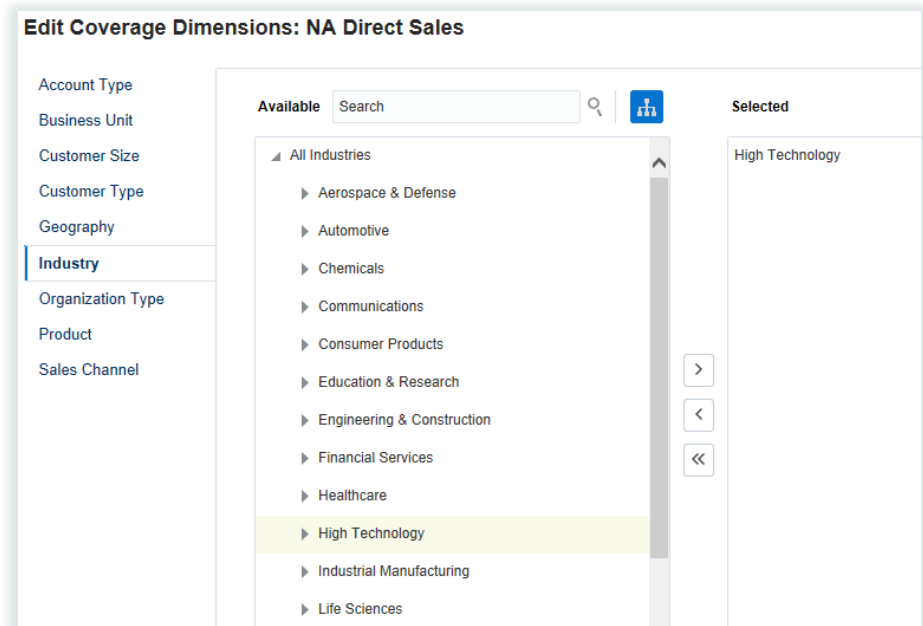 Edit Coverage Dimensions: NA Direct Sales
Account Type
Business Unit
Customer Size
Customer Type
Geography
Industry
Organization Type
Product
Sales Channel
Available Search
All Industries
Aerospace & Defense
Automotive
Chemicals
Communications
Consumer Products
Education & Research
Engineering & Construction
Financial Services
Healthcare
High Technology
Industrial Manufacturing
Life Sciences
Selected
High Technology